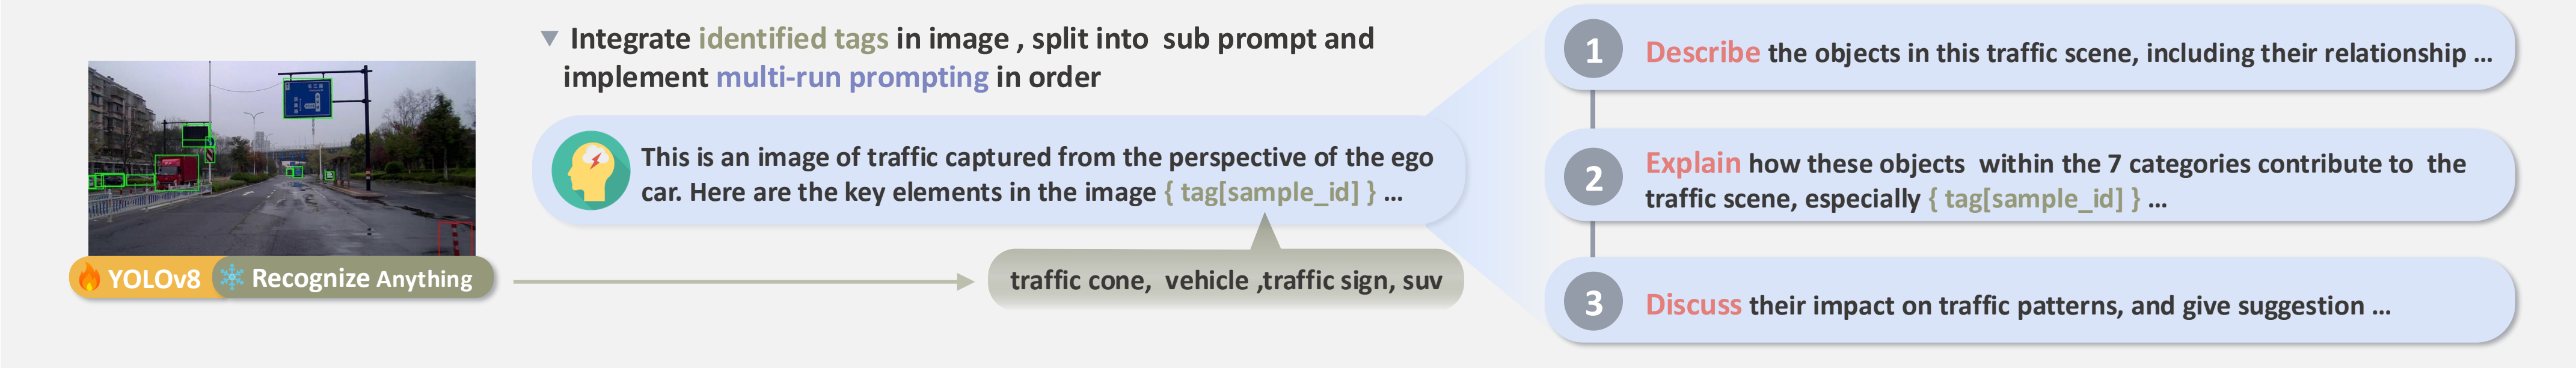 Integrate identified tags in image , split into  sub prompt and
implement multi-run prompting in order
YOLOv8
Recognize Anything
This is an image of traffic captured from the perspective of the ego
car. Here are the key elements in the image { tag[sample_id] } ...
traffic cone,  vehicle ,traffic sign, suv
1
Describe the objects in this traffic scene, including their relationship ...
2
Explain how these objects  within the 7 categories contribute to  the
traffic scene, especially { tag[sample_id] } ...
3
Discuss their impact on traffic patterns, and give suggestion ...